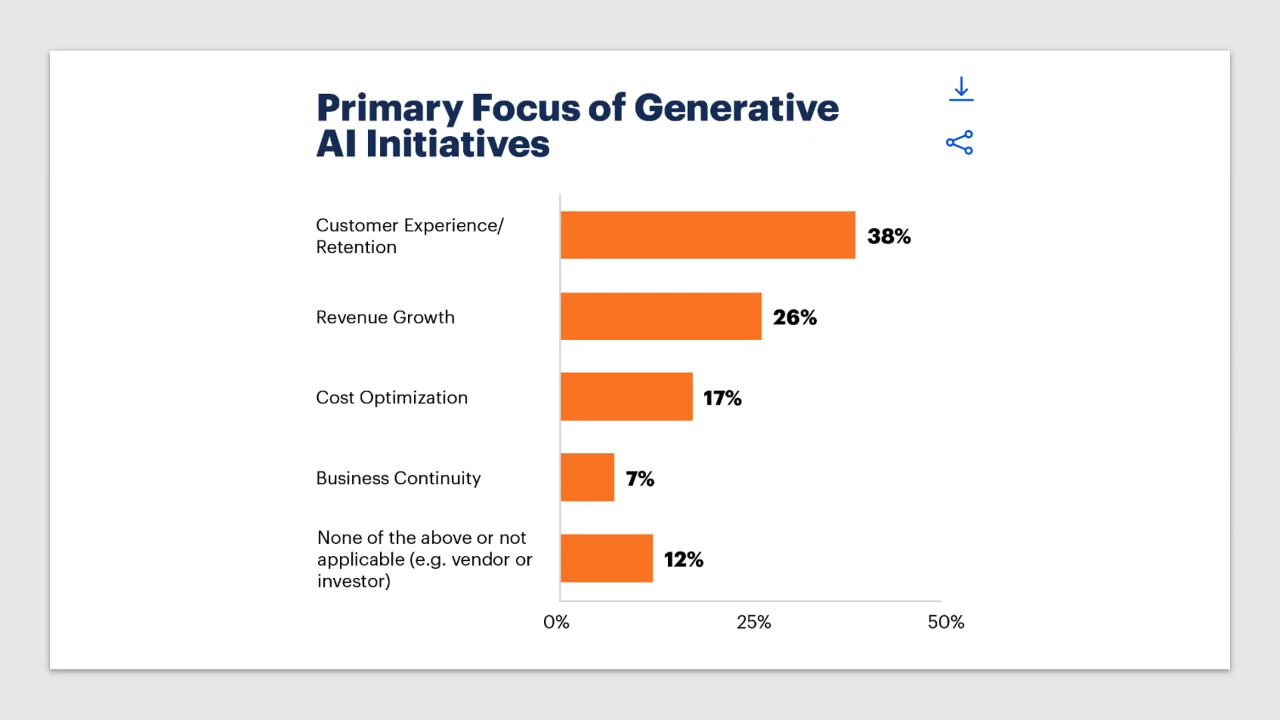 Primary Focus of Generative
AI Initiatives
Customer Experience/
Retention
38%
Revenue Growth
26%
Cost Optimization
17%
Business Continuity
7%
None of the above or not
applicable (e.g. vendor or
investor)
12%
0%
25%
50%